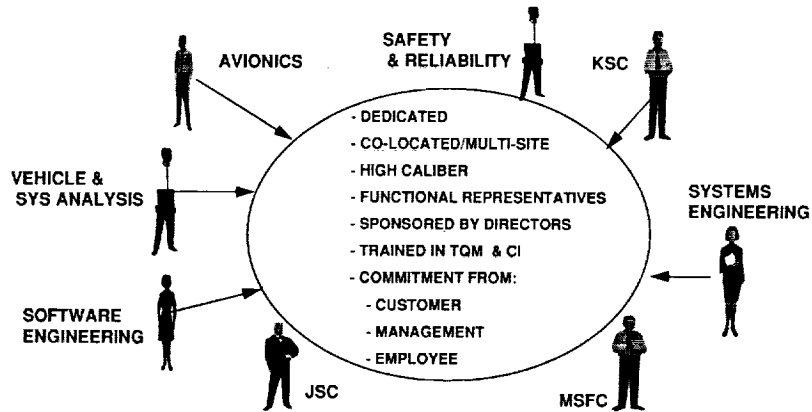 SAFETY
& RELIABILITY
AVIONICS
KSC
- DEDICATED
- CO-LOCATED/MULTI-SITE
- HIGH CALIBER
- FUNCTIONAL REPRESENTATIVES
- SPONSORED BY DIRECTORS
- TRAINED IN TQM & CI
- COMMITMENT FROM:
- CUSTOMER
- MANAGEMENT
- EMPLOYEE
VEHICLE &
SYS ANALYSIS
SYSTEMS
ENGINEERING
SOFTWARE
ENGINEERING
JSC
MSFC